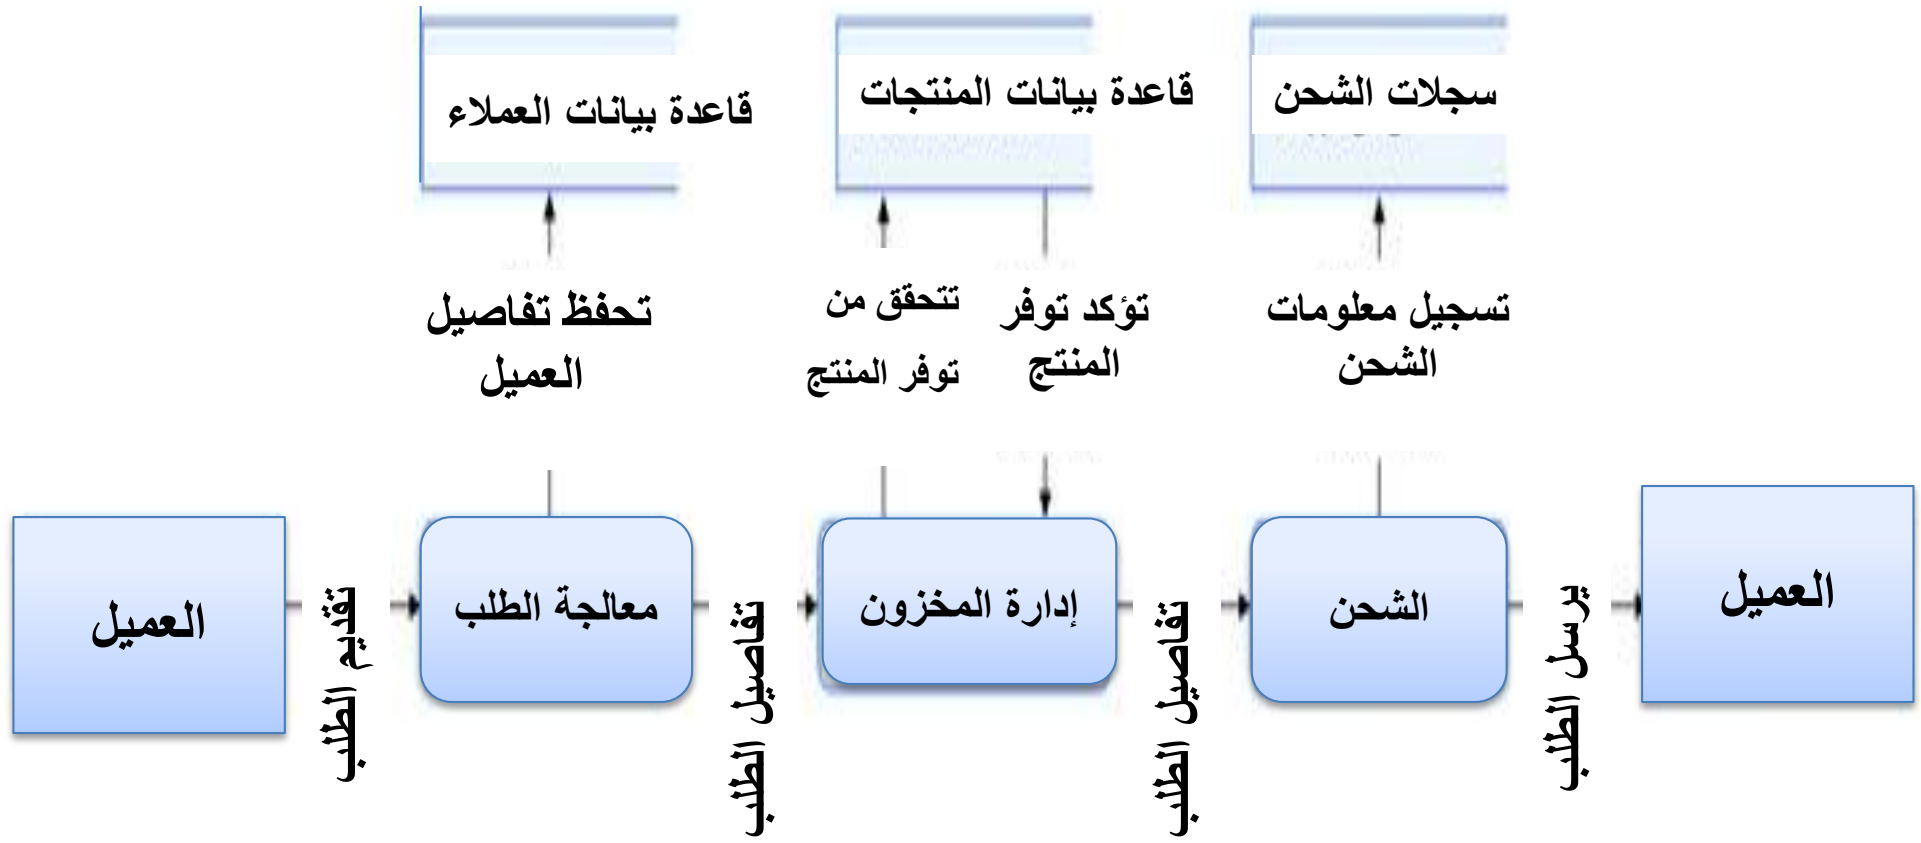 قاعدة بيانات العملاء
قاعدة بيانات المنتجات
سجلات الشحن
تحفظ تفاصيل
العميل
تتحقق من
توفر المنتج
تؤكد توفر
المنتج
تسجيل معلومات
الشحن
العميل
تقديم الطلب
معالجة الطلب
تفاصيل الطلب
إدارة المخزون
تفاصيل الطلب
الشحن
يرسل الطلب
العميل